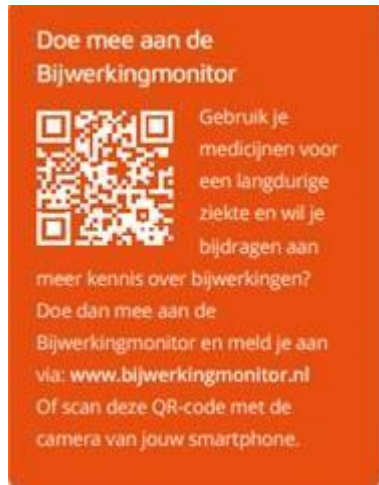 Doe mee aan de
Bijwerkingmonitor
Gebruik je
medicijnen voor
een langdurige
ziekte en wil je
bijdragen aan
meer kennis over bijwerkingen?
Doe dan mee aan de
Bijwerkingmonitor en meld je aan
via: www.bijwerkingmonitor.nl
Of scan deze QR-code met de
camera van jouw smartphone.